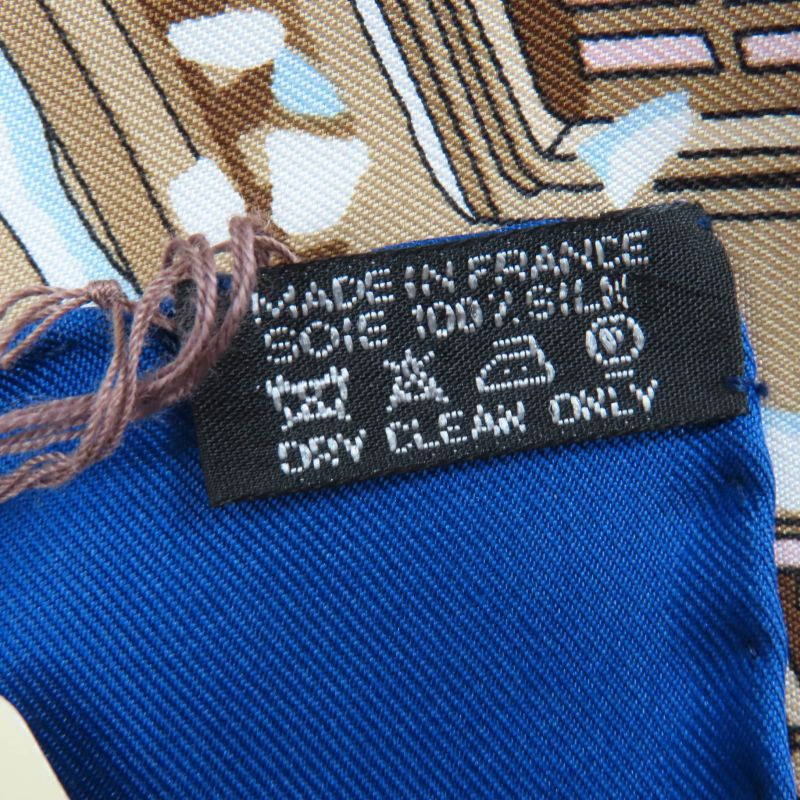 MADE IN FRANCE
SOIE 100% SILK
P
DRY CLEAN ONLY